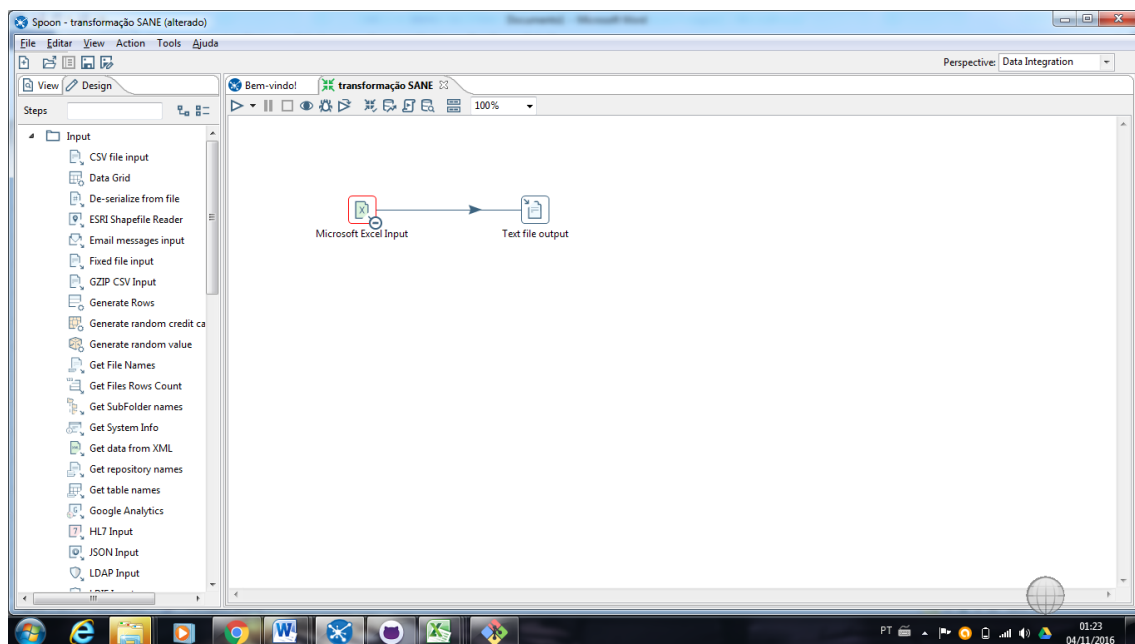 Spoon - transformação SANE (alterado)
Documento1 - Microsoft Word
File Editar View Action Tools Ajuda
Perspective: Data Integration
View Design
Bem-vindo! transformação SANE
Steps
100%
Input
CSV file input
Data Grid
De-serialize from file
ESRI Shapefile Reader
Email messages input
Fixed file input
GZIP CSV Input
Generate Rows
Generate random credit ca
Generate random value
Get File Names
Get Files Rows Count
Get SubFolder names
Get System Info
Get data from XML
Get repository names
Get table names
Google Analytics
HL7 Input
JSON Input
LDAP Input
Microsoft Excel Input
Text file output
PT
01:23
04/11/2016